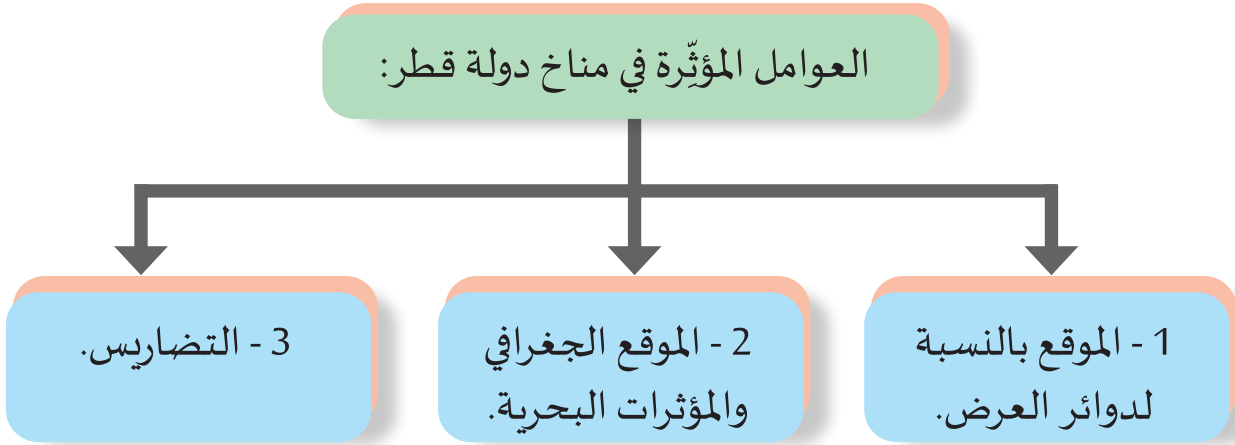 العوامل المؤثِّرة في مناخ دولة قطر:
1 - الموقع بالنسبة
لدوائر العرض.
2 - الموقع الجغرافي
والمؤثرات البحرية.
3 - التضاريس.